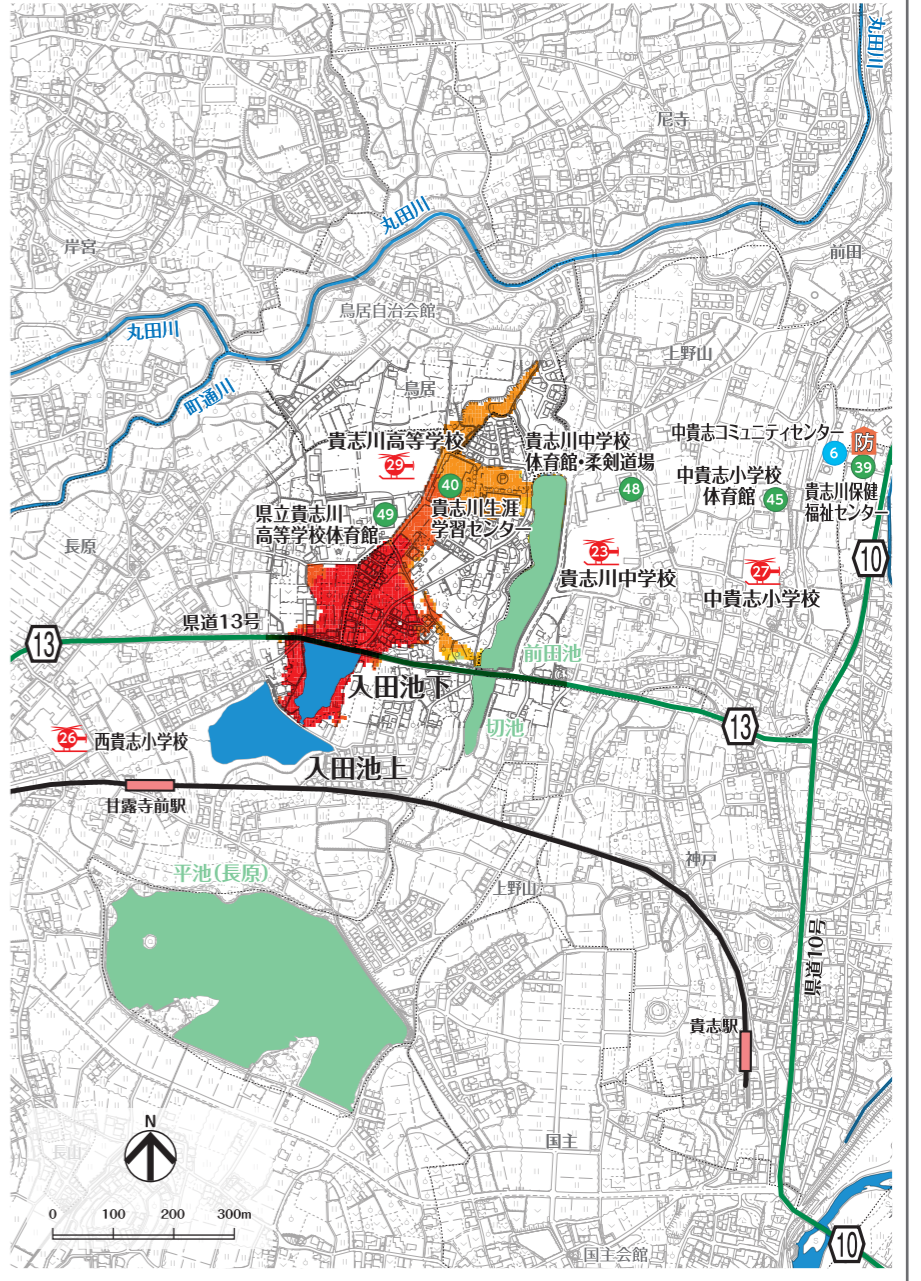 丸田川
尼寺
丸田川
岸宮
前田
鳥居自治会館
丸田川
上野山
町通川
鳥居
貴志川高等学校
29
貴志川中学校
体育館・柔剣道場
48
中貴志コミュニティセンター
6
防
39
貴志川保健
福祉センター
中貴志小学校
体育館
45
40
貴志川生涯
学習センター
P
県立貴志川
高等学校体育館
49
長原
23
貴志川中学校
27
中貴志小学校
10
県道13号
13
前田池
入田池下
切池
13
26
西貴志小学校
入田池上
甘露寺前駅
平池(長原)
上野山
神戸
県道10号
貴志駅
N
長山
国主
0
100
200
300m
国主会館
10